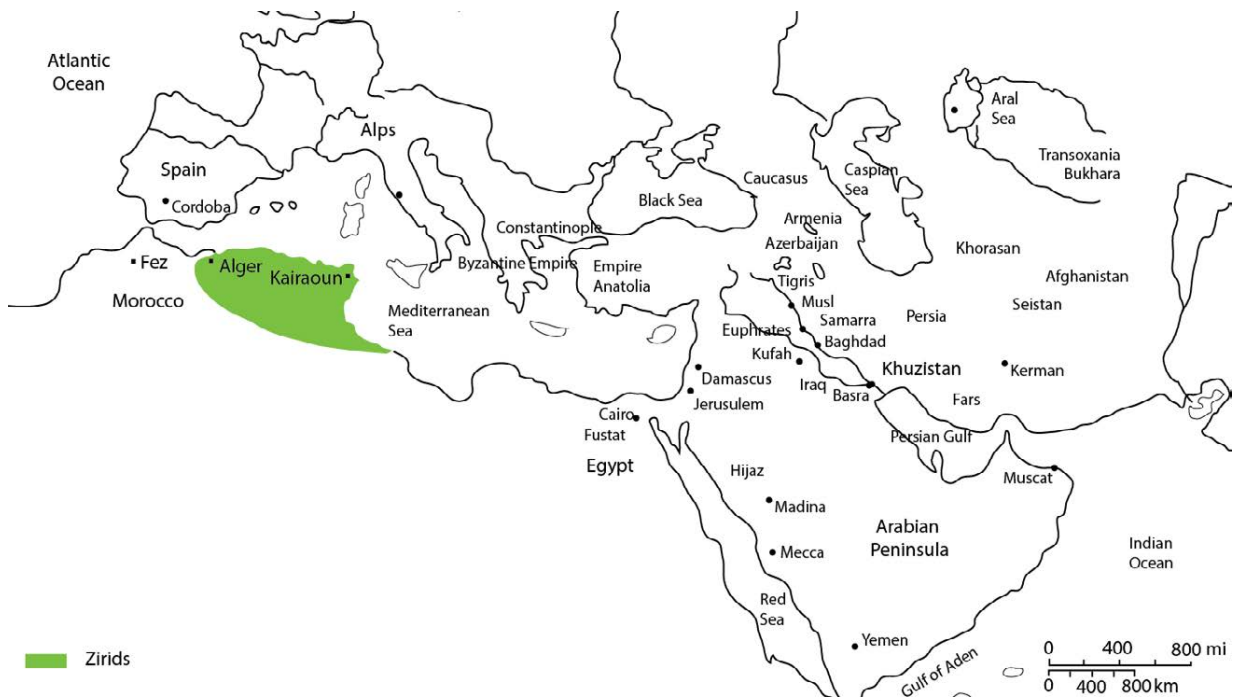 Atlantic
Ocean
Alps
Spain
Cordoba
Aral
Sea
Transoxania
Bukhara
Caspian
Sea
Caucasus
Black Sea
Armenia
Azerbaijan
Constantinople
Byzantine Empire
Empire
Anatolia
Khorasan
Afghanistan
Seistan
Persia
Fez
Alger
Kairaoun
Morocco
Mediterranean
Sea
Tigris
Musl
Samarra
Euphrates
Baghdad
Kufah
Iraq
Basra
Khuzistan
Kerman
Fars
Damascus
Jerusulem
Cairo
Fustat
Egypt
Persian Gulf
Hijaz
Muscat
Madina
Arabian
Peninsula
Mecca
Indian
Ocean
Red
Sea
Yemen
Gulf of Aden
Zirids
0 400 800 mi
0 400 800 km